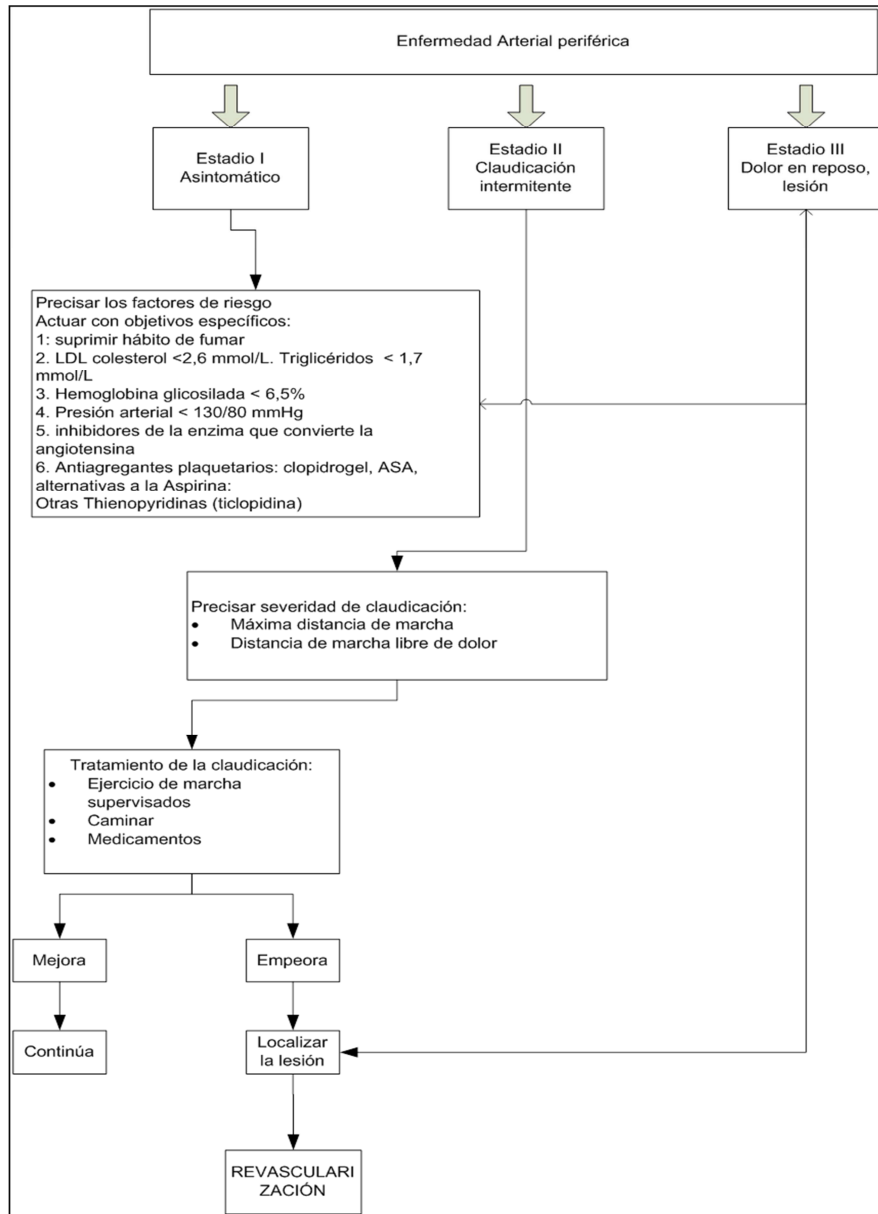 Enfermedad Arterial periférica
Estadio I
Asintomático
Estadio II
Claudicación
intermitente
Estadio III
Dolor en reposo,
lesión
Precisar los factores de riesgo
Actuar con objetivos específicos:
1: suprimir hábito de fumar
2. LDL colesterol <2,6 mmol/L. Triglicéridos < 1,7
mmol/L
3. Hemoglobina glicosilada < 6,5%
4. Presión arterial < 130/80 mmHg
5. inhibidores de la enzima que convierte la
angiotensina
6. Antiagregantes plaquetarios: clopidrogel, ASA,
alternativas a la Aspirina:
Otras Thienopyridinas (ticlopidina)
Precisar severidad de claudicación:
• Máxima distancia de marcha
• Distancia de marcha libre de dolor
Tratamiento de la claudicación:
• Ejercicio de marcha
supervisados
• Caminar
• Medicamentos
Mejora
Empeora
Continúa
Localizar
la lesión
REVASCULARI
ZACIÓN